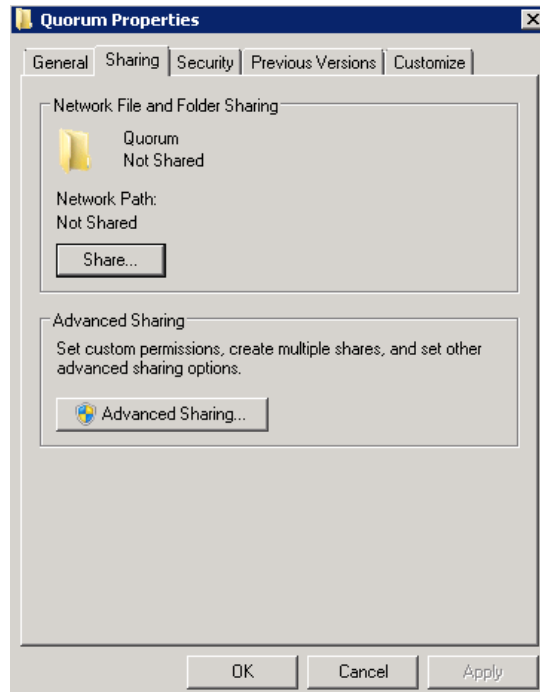 Quorum Properties
General Sharing Security Previous Versions Customize
Network File and Folder Sharing
Quorum
Not Shared
Network Path:
Not Shared
Share...
Advanced Sharing
Set custom permissions, create multiple shares, and set other
advanced sharing options.
Advanced Sharing...
OK Cancel Apply